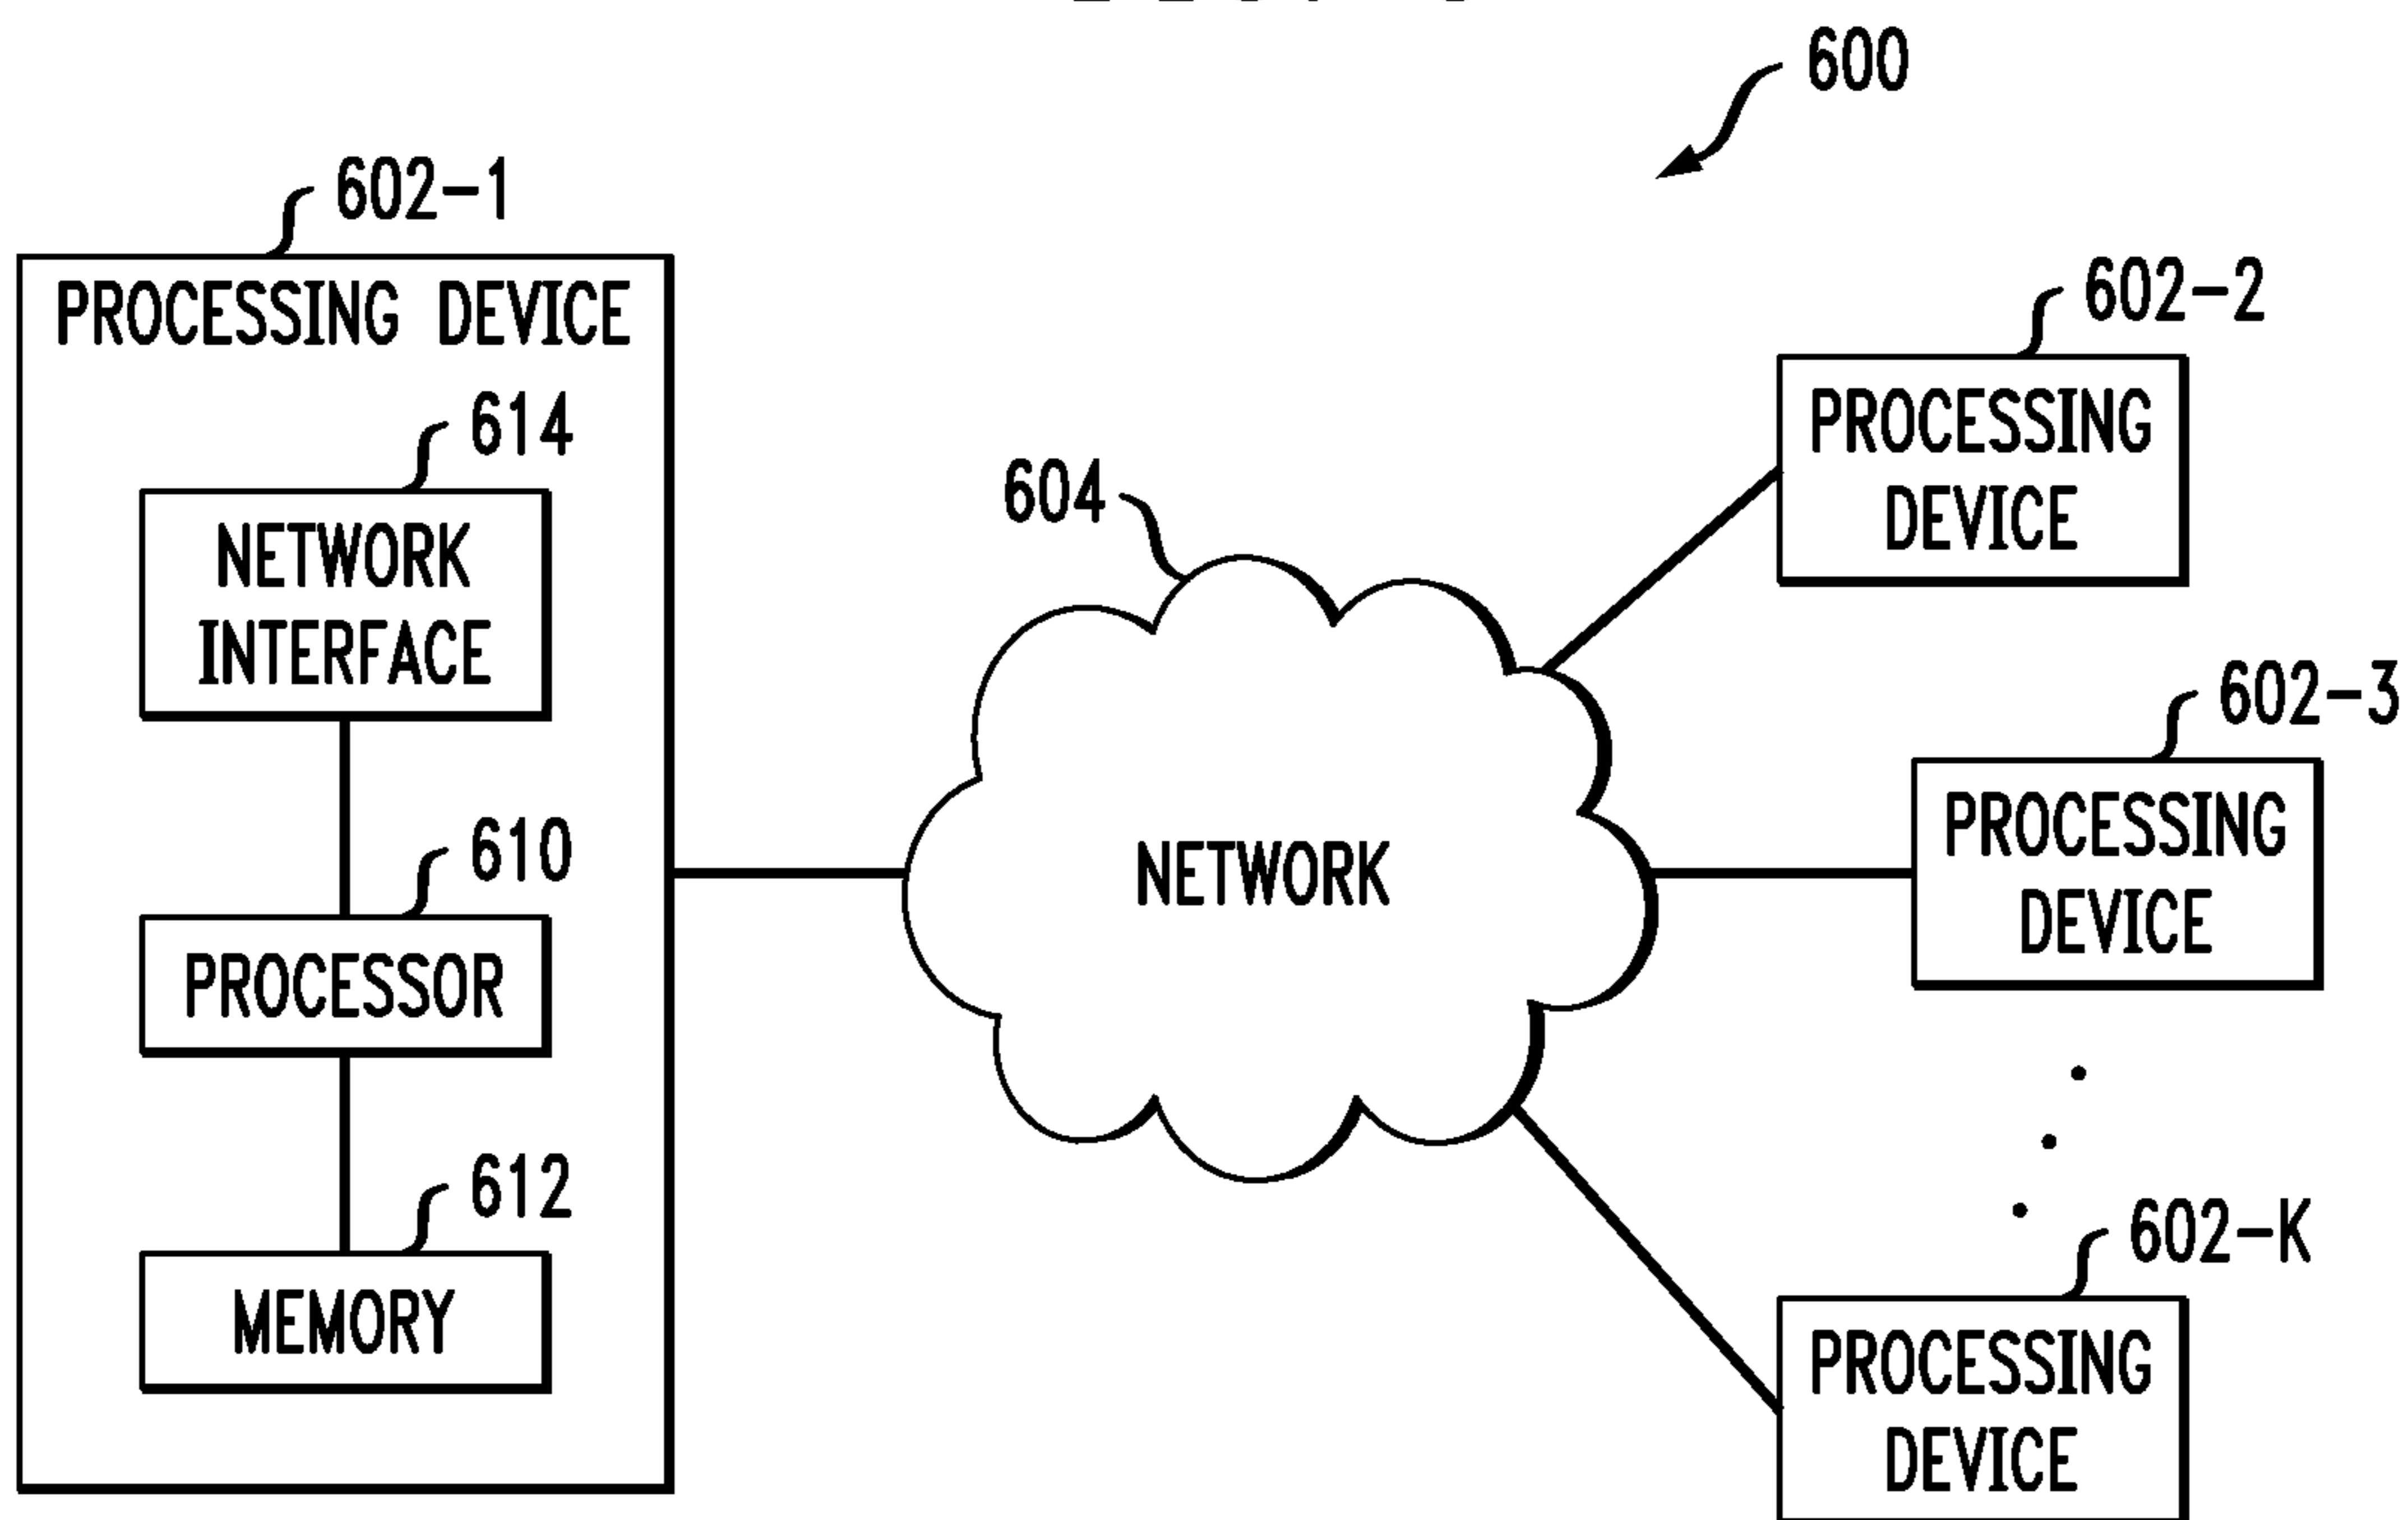 600
602-1
PROCESSING DEVICE
614
NETWORK
INTERFACE
610
PROCESSOR
612
MEMORY
604
NETWORK
602-2
PROCESSING
DEVICE
602-3
PROCESSING
DEVICE
602-K
PROCESSING
DEVICE